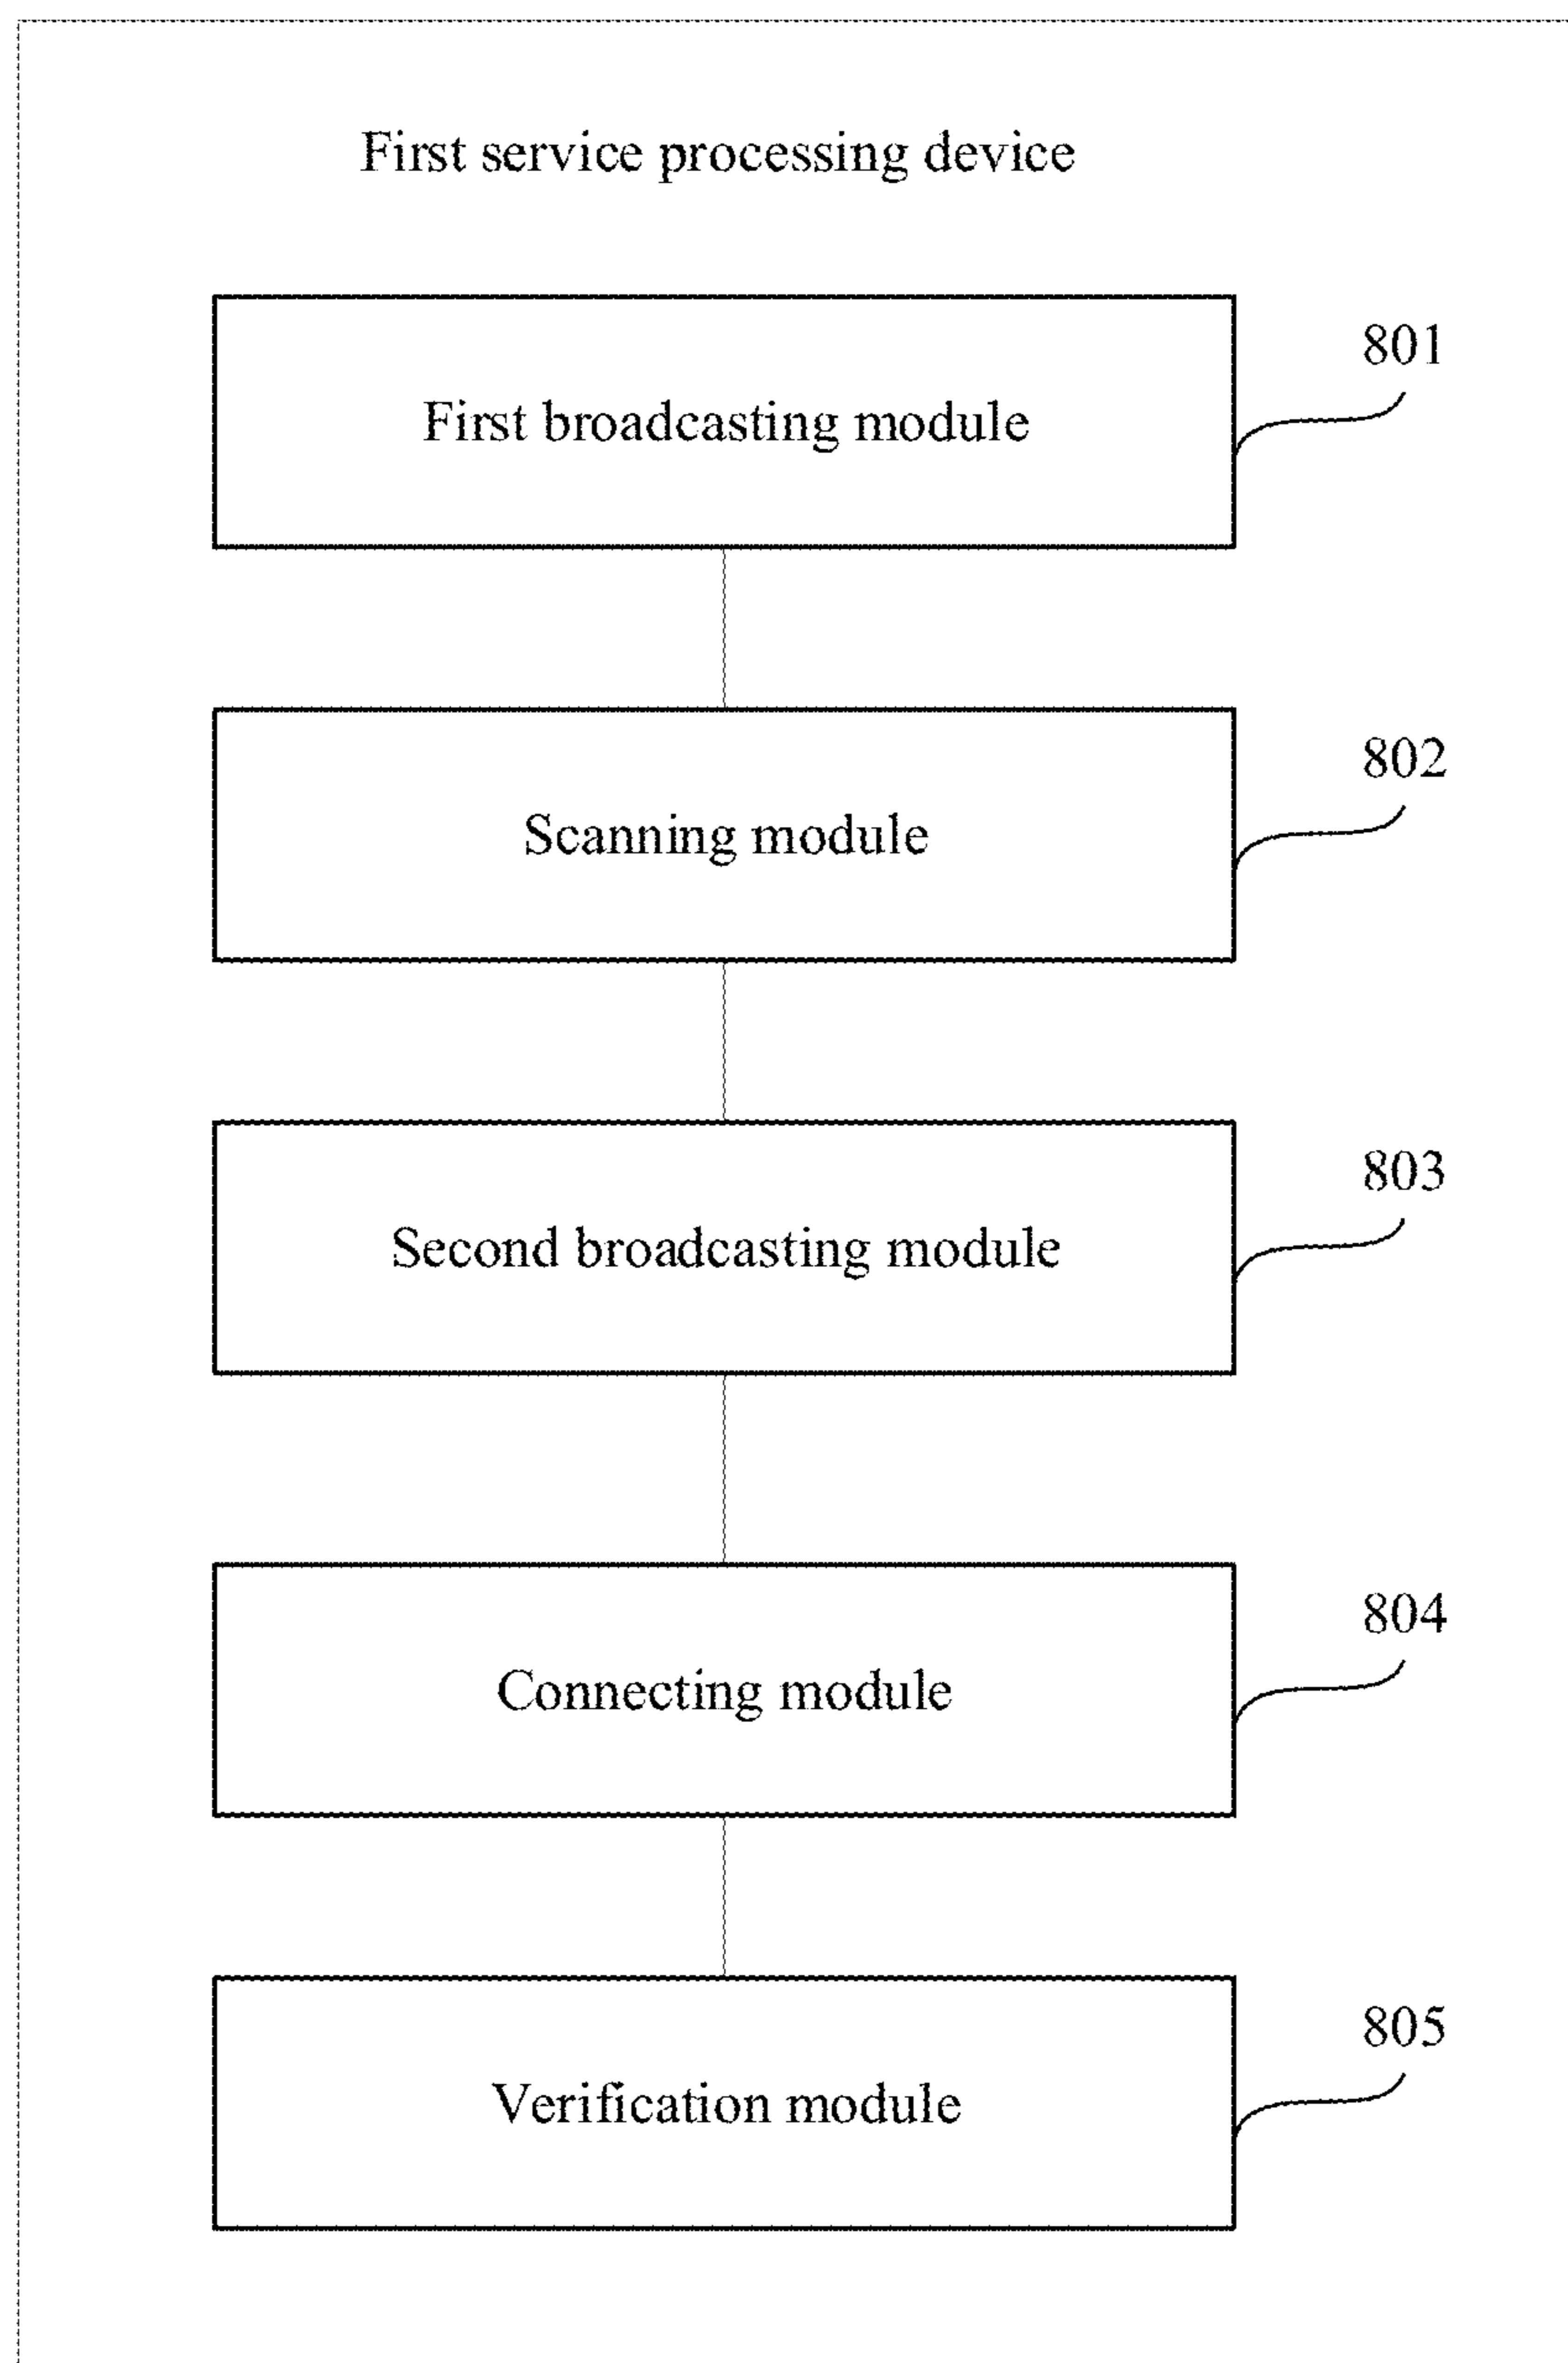 First service processing device
First broadcasting module
801
Scanning module
802
Second broadcasting module
803
Connecting module
804
Verification module
805